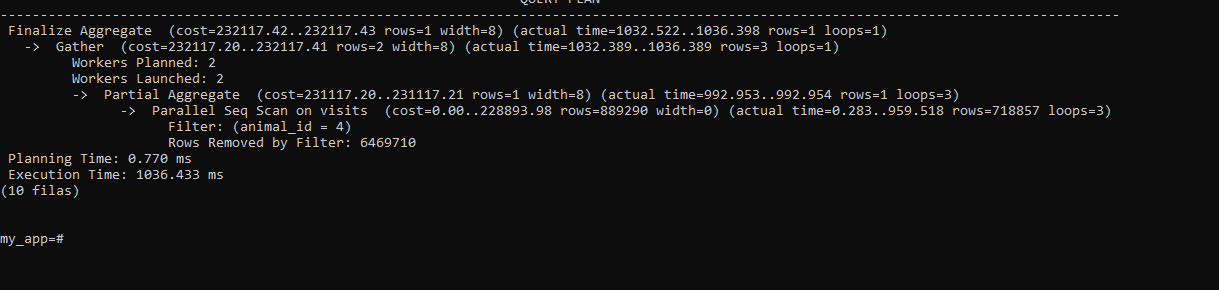 QUERY PLAN
-------------------------------------------------------------------------------------------------------------------------------------------
Finalize Aggregate  (cost=232117.42..232117.43 rows=1 width=8) (actual time=1032.522..1036.398 rows=1 loops=1)
  ->  Gather  (cost=232117.20..232117.41 rows=2 width=8) (actual time=1032.389..1036.389 rows=3 loops=1)
        Workers Planned: 2
        Workers Launched: 2
        ->  Partial Aggregate  (cost=231117.20..231117.21 rows=1 width=8) (actual time=992.953..992.954 rows=1 loops=3)
              ->  Parallel Seq Scan on visits  (cost=0.00..228893.98 rows=889290 width=0) (actual time=0.283..959.518 rows=718857 loops=3)
                    Filter: (animal_id = 4)
                    Rows Removed by Filter: 6469710
Planning Time: 0.770 ms
Execution Time: 1036.433 ms
(10 filas)
my_app=#